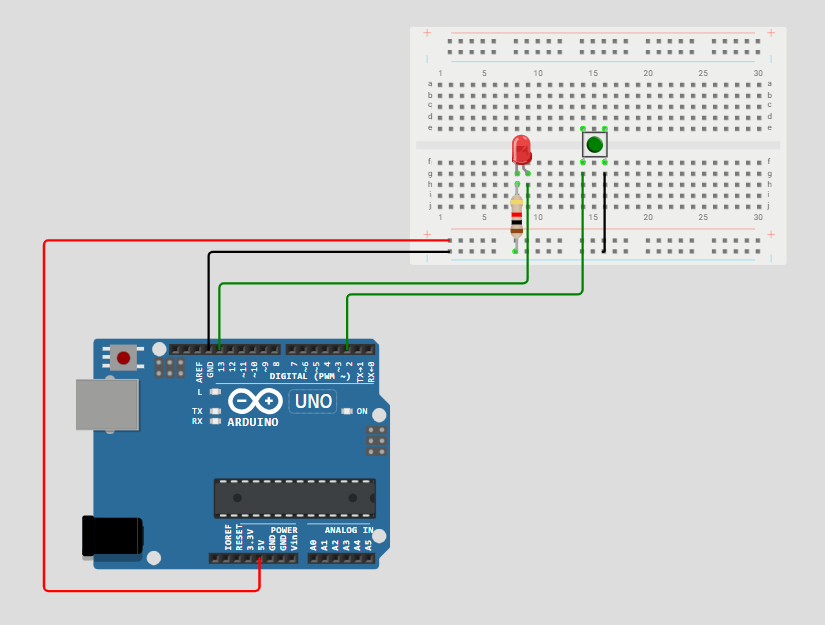 + +
1 5 10 15 20 25 30
a a
b b
c c
d d
e e
f f
g g
h h
i i
j j
1 5 10 15 20 25 30
+ +
AREF
GND
13
12
~11
~10
~9
8
7
~6
~5
4
~3
2
TX→1
RX←0
DIGITAL (PWM ~)
L
TX
RX
UNO
ON
ARDUINO
IOREF
RESET
3.3V
5V
GND
GND
Vin
POWER
ANALOG IN
A0
A1
A2
A3
A4
A5